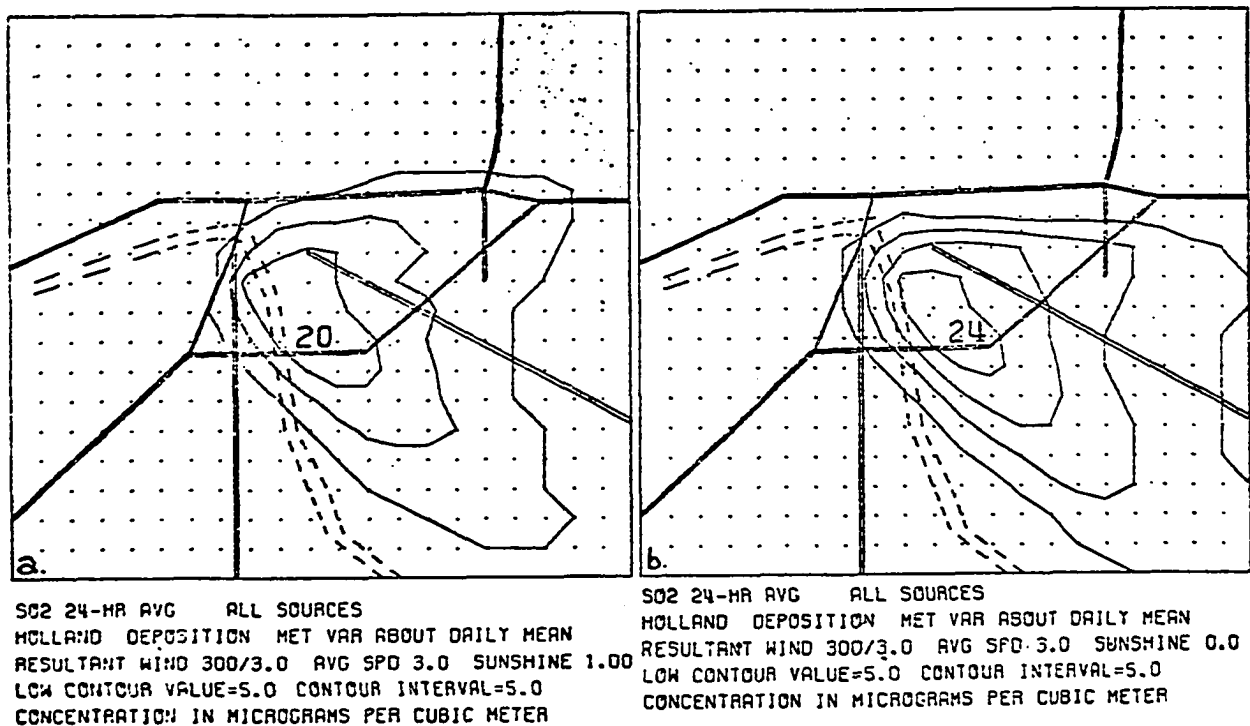 20
a.
SO2 24-HR AVG ALL SOURCES
HOLLAND DEPOSITION MET VAR ABOUT DAILY MEAN
RESULTANT WIND 300/3.0 AVG SPD 3.0 SUNSHINE 1.00
LOW CONTOUR VALUE=5.0 CONTOUR INTERVAL=5.0
CONCENTRATION IN MICROGRAMS PER CUBIC METER
24
b.
SO2 24-HR AVG ALL SOURCES
HOLLAND DEPOSITION MET VAR ABOUT DAILY MEAN
RESULTANT WIND 300/3.0 AVG SPD 3.0 SUNSHINE 0.0
LOW CONTOUR VALUE=5.0 CONTOUR INTERVAL=5.0
CONCENTRATION IN MICROGRAMS PER CUBIC METER